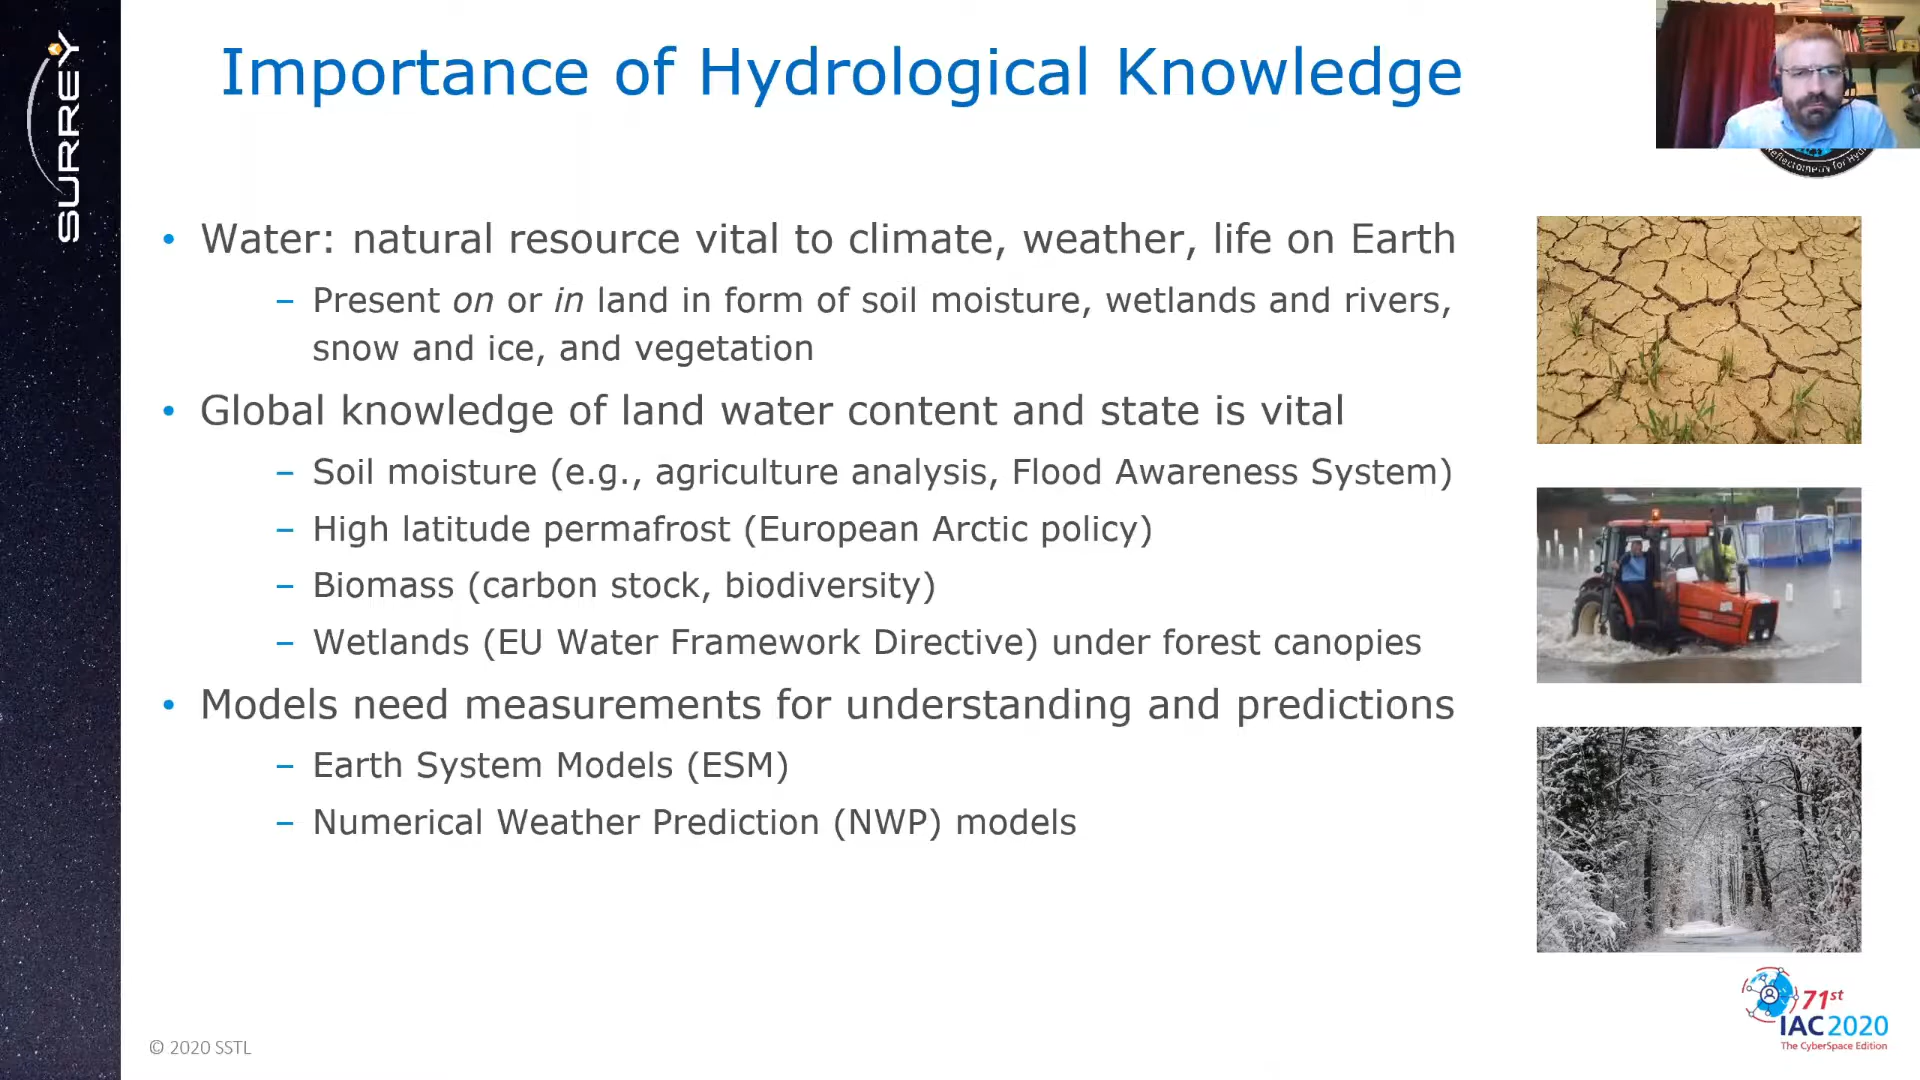 Importance of Hydrological Knowledge
SURREY
Reflectometry for Hydr
• Water: natural resource vital to climate, weather, life on Earth
– Present on or in land in form of soil moisture, wetlands and rivers,
snow and ice, and vegetation
• Global knowledge of land water content and state is vital
– Soil moisture (e.g., agriculture analysis, Flood Awareness System)
– High latitude permafrost (European Arctic policy)
– Biomass (carbon stock, biodiversity)
– Wetlands (EU Water Framework Directive) under forest canopies
• Models need measurements for understanding and predictions
– Earth System Models (ESM)
– Numerical Weather Prediction (NWP) models
71st
IAC2020
The CyberSpace Edition
© 2020 SSTL